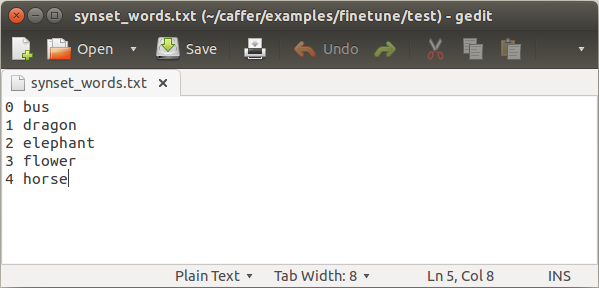 synset_words.txt (~/caffer/examples/finetune/test) - gedit
Open Save Undo
synset_words.txt
0 bus
1 dragon
2 elephant
3 flower
4 horse
Plain Text Tab Width: 8 Ln 5, Col 8 INS